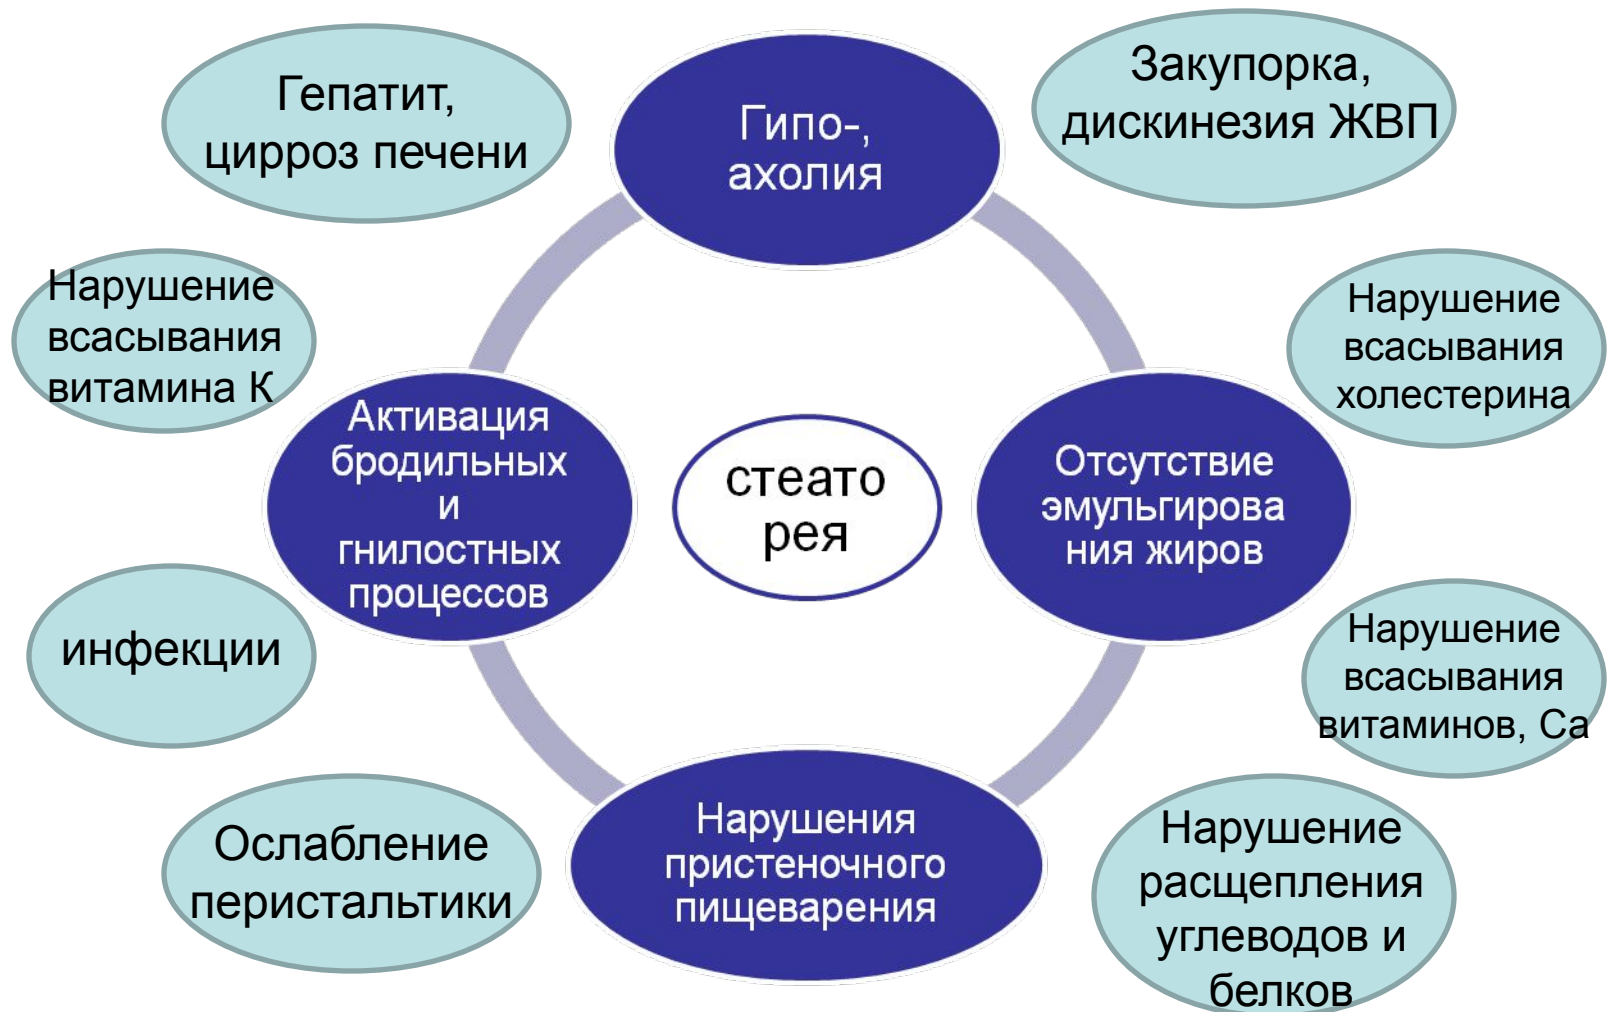 Гепатит,
цирроз печени
Гипо-,
ахолия
Закупорка,
дискинезия ЖВП
Нарушение
всасывания
витамина К
Нарушение
всасывания
холестерина
Активация
бродильных
и
гнилостных
процессов
стеато
рея
Отсутствие
эмульгирова
ния жиров
инфекции
Нарушение
всасывания
витаминов, Са
Ослабление
перистальтики
Нарушения
пристеночного
пищеварения
Нарушение
расщепления
углеводов и
белков